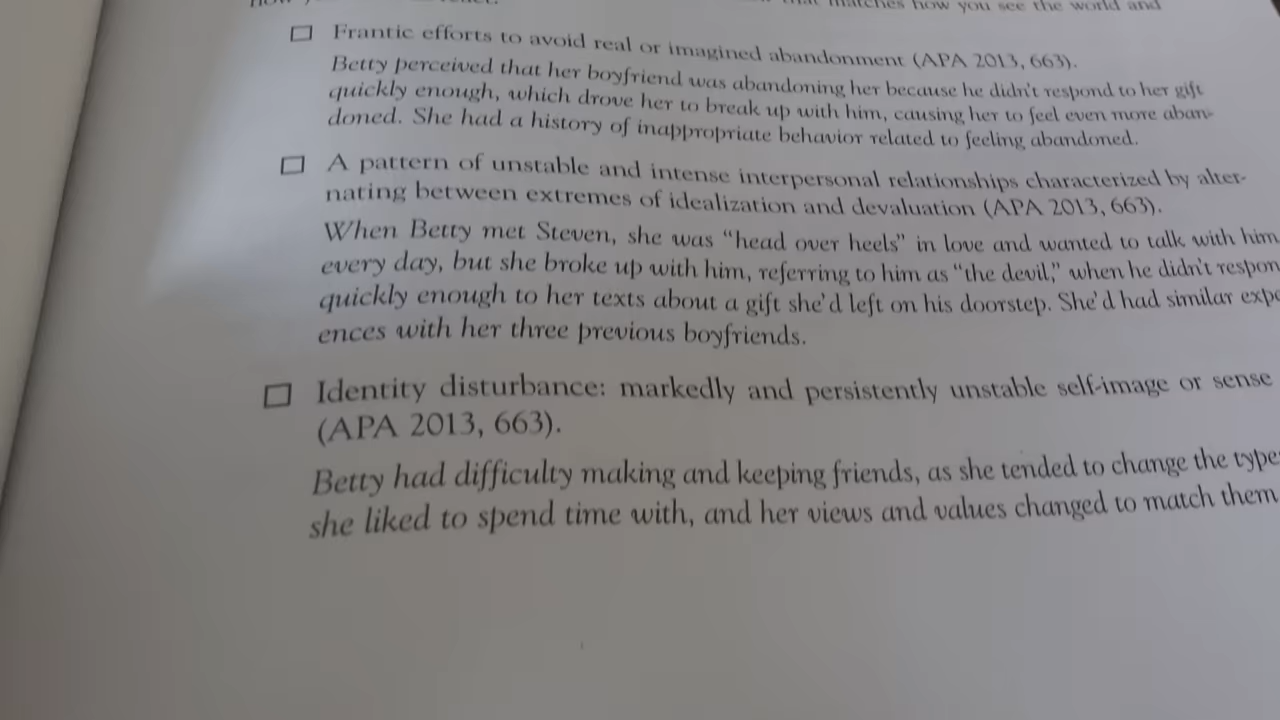 matches how you see the world and
Frantic efforts to avoid real or imagined abandonment (APA 2013, 663).
Betty perceived that her boyfriend was abandoning her because he didn't respond to her gift
quickly enough, which drove her to break up with him, causing her to feel even more aban-
doned. She had a history of inappropriate behavior related to feeling abandoned.
A pattern of unstable and intense interpersonal relationships characterized by alter-
nating between extremes of idealization and devaluation (APA 2013, 663).
When Betty met Steven, she was “head over heels” in love and wanted to talk with him
every day, but she broke up with him, referring to him as “the devil,” when he didn't respon
quickly enough to her texts about a gift she'd left on his doorstep. She'd had similar expe
ences with her three previous boyfriends.
Identity disturbance: markedly and persistently unstable self-image or sense
(APA 2013, 663).
Betty had difficulty making and keeping friends, as she tended to change the type
she liked to spend time with, and her views and values changed to match them